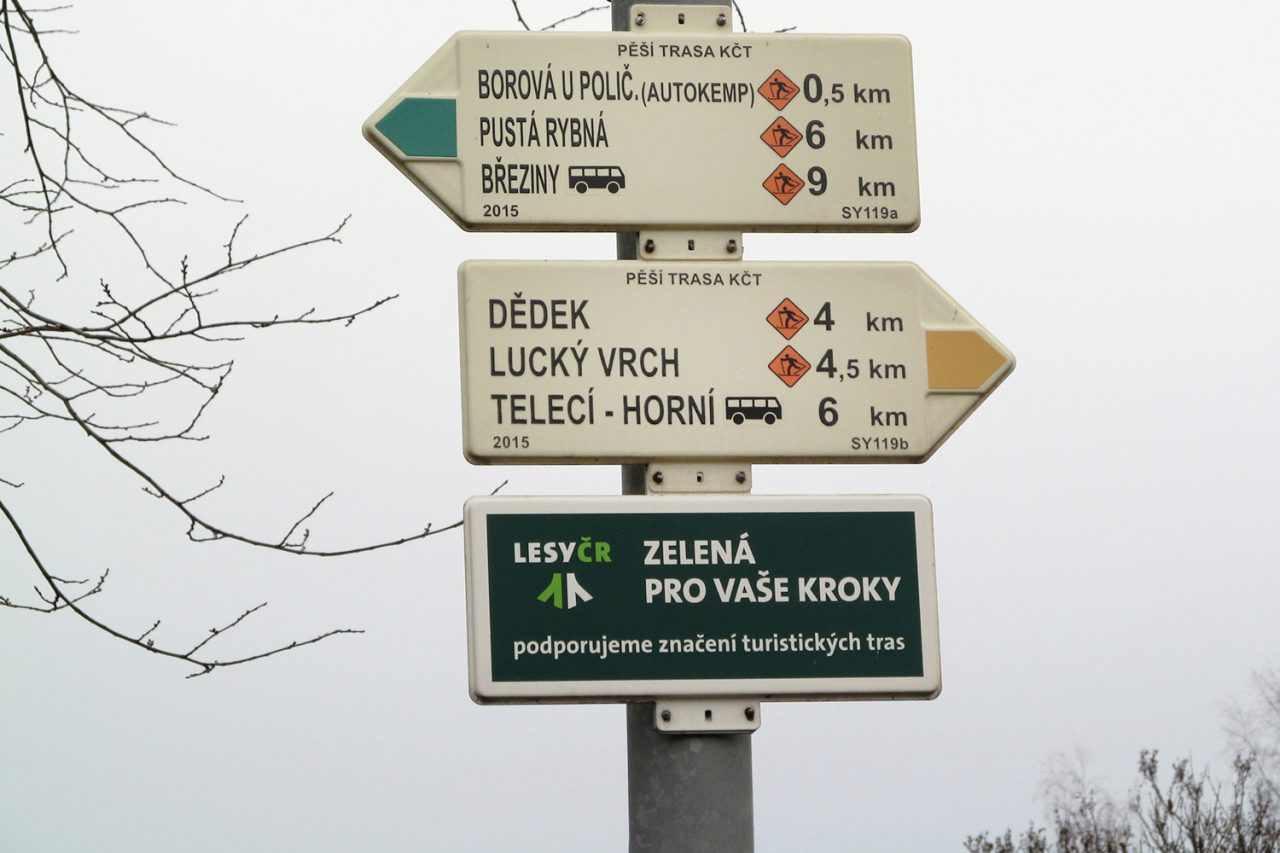 PĚŠÍ TRASA KČT
BOROVÁ U POLIČ.(AUTOKEMP) 0,5 km
PUSTÁ RYBNÁ 6 km
BŘEZINY 9 km
2015 SY119a
PĚŠÍ TRASA KČT
DĚDEK 4 km
LUCKÝ VRCH 4,5 km
TELECÍ - HORNÍ 6 km
2015 SY119b
LESYČR ZELENÁ
PRO VAŠE KROKY
podporujeme značení turistických tras